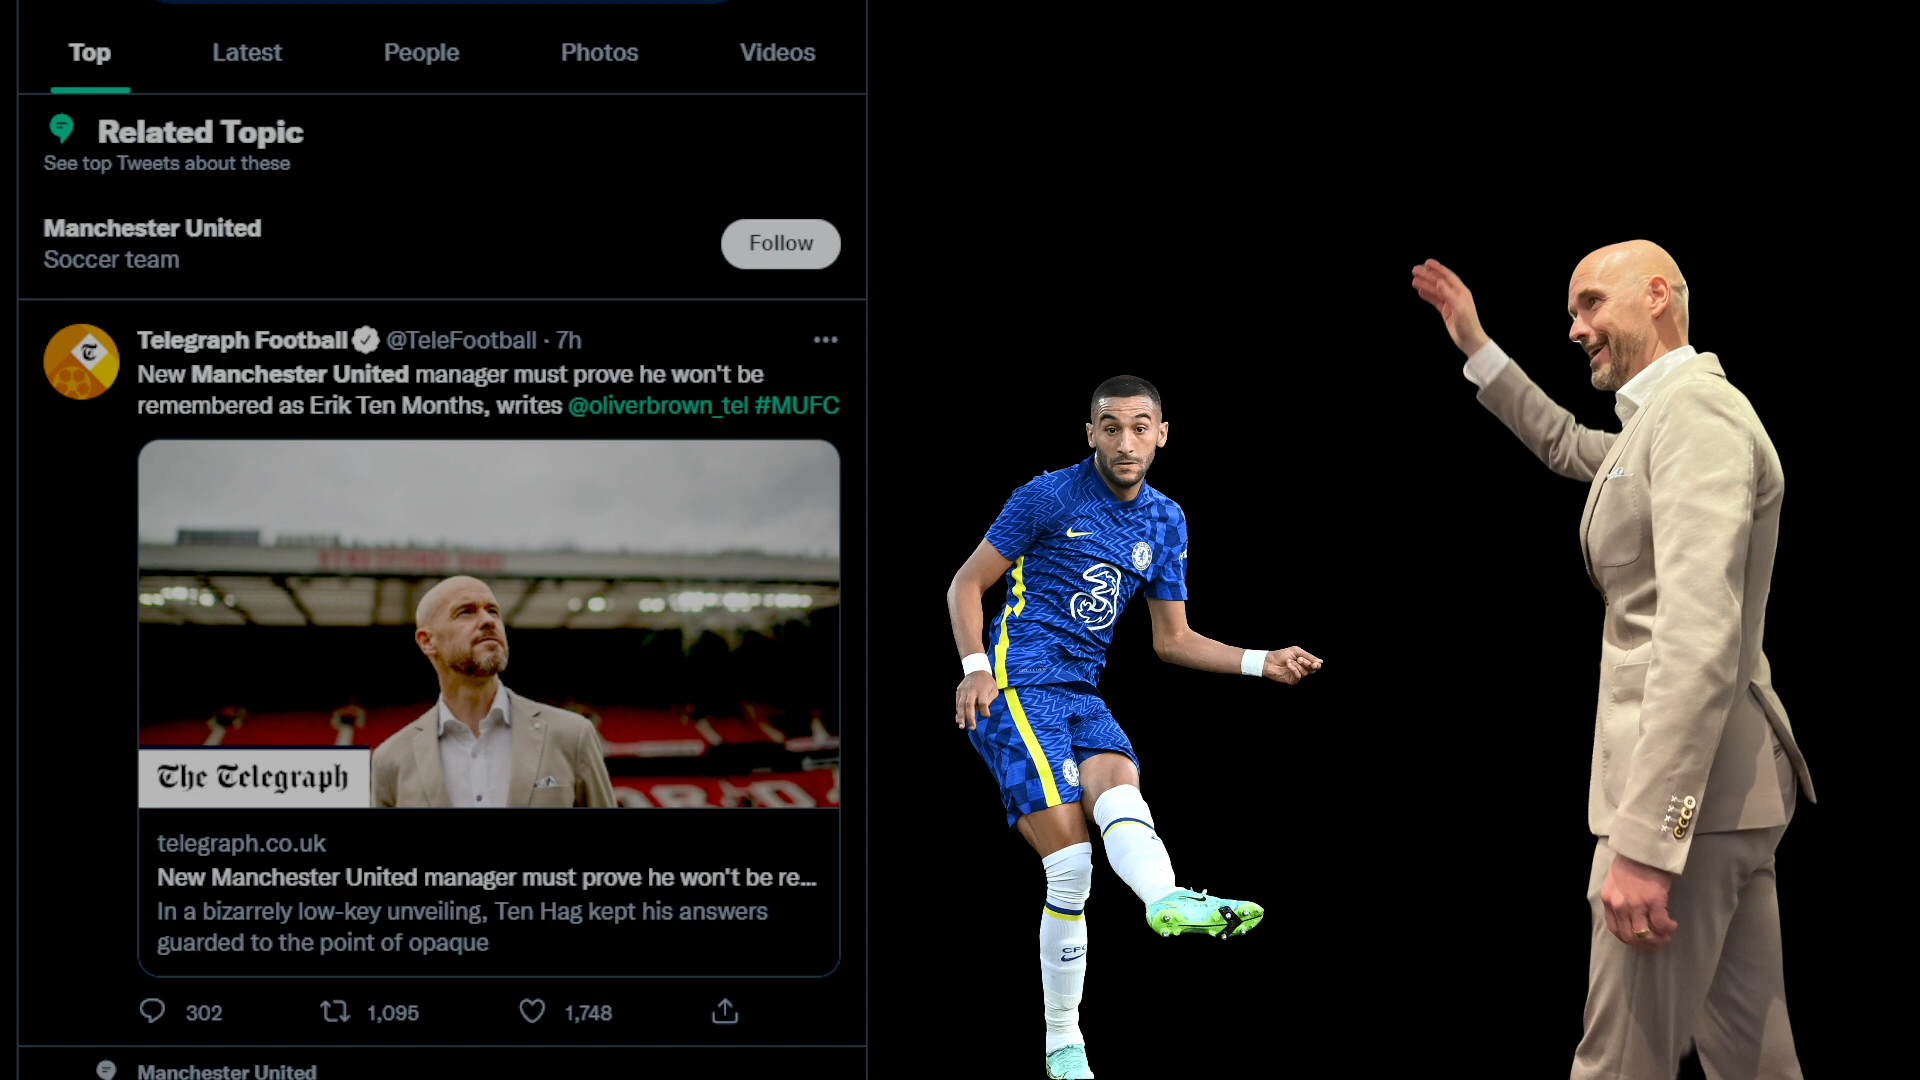 Top Latest People Photos Videos
Related Topic
See top Tweets about these
Manchester United
Soccer team
Follow
Telegraph Football @TeleFootball · 7h
New Manchester United manager must prove he won't be
remembered as Erik Ten Months, writes @oliverbrown_tel #MUFC
The Telegraph
telegraph.co.uk
New Manchester United manager must prove he won't be re...
In a bizarrely low-key unveiling, Ten Hag kept his answers
guarded to the point of opaque
302 1,095 1,748
Manchester United
3
CFC